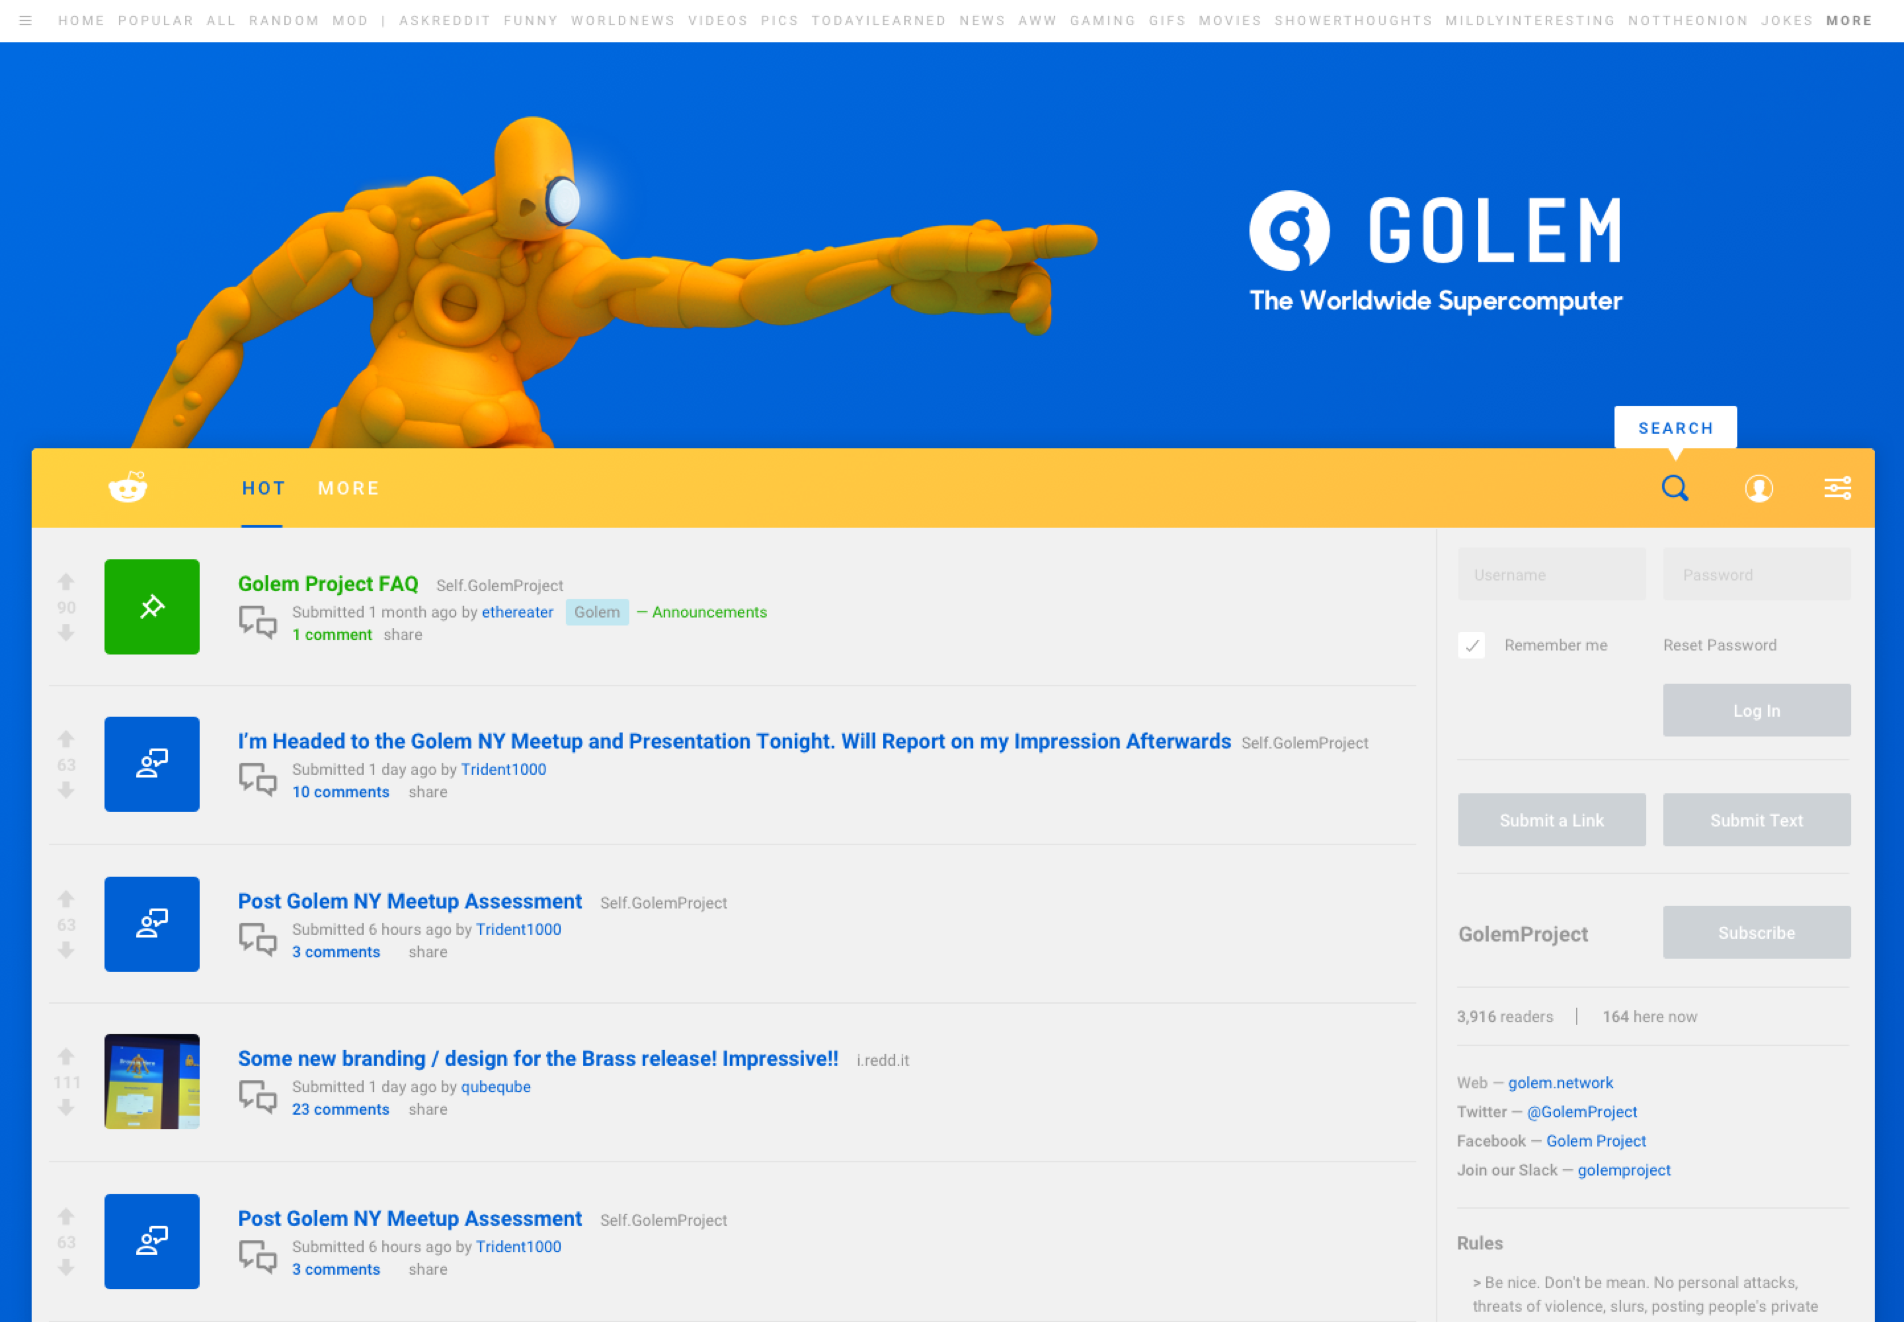 HOME POPULAR ALL RANDOM MOD | ASKREDDIT FUNNY WORLDNEWS VIDEOS PICS TODAYILEARNED NEWS AWW GAMING GIFS MOVIES SHOWERTHOUGHTS MILDLYINTERESTING NOTTHEONION JOKES MORE
GOLEM
The Worldwide Supercomputer
SEARCH
HOT MORE
90
Golem Project FAQ Self.GolemProject
Submitted 1 month ago by ethereater Golem — Announcements
1 comment share
63
I'm Headed to the Golem NY Meetup and Presentation Tonight. Will Report on my Impression Afterwards Self.GolemProject
Submitted 1 day ago by Trident1000
10 comments share
63
Post Golem NY Meetup Assessment Self.GolemProject
Submitted 6 hours ago by Trident1000
3 comments share
111
Some new branding / design for the Brass release! Impressive!! i.redd.it
Submitted 1 day ago by qubeqube
23 comments share
63
Post Golem NY Meetup Assessment Self.GolemProject
Submitted 6 hours ago by Trident1000
3 comments share
Username Password
Remember me Reset Password
Log In
Submit a Link Submit Text
GolemProject Subscribe
3,916 readers | 164 here now
Web — golem.network
Twitter — @GolemProject
Facebook — Golem Project
Join our Slack — golemproject
Rules
> Be nice. Don't be mean. No personal attacks,
threats of violence, slurs, posting people's private